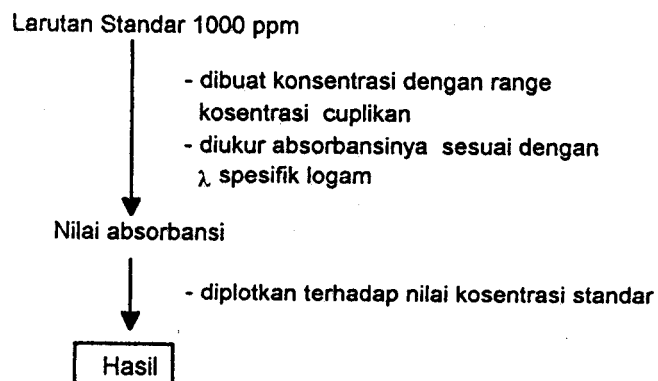 Larutan Standar 1000 ppm
- dibuat konsentrasi dengan range
kosentrasi cuplikan
- diukur absorbansinya sesuai dengan
λ spesifik logam
Nilai absorbansi
- diplotkan terhadap nilai kosentrasi standar
Hasil